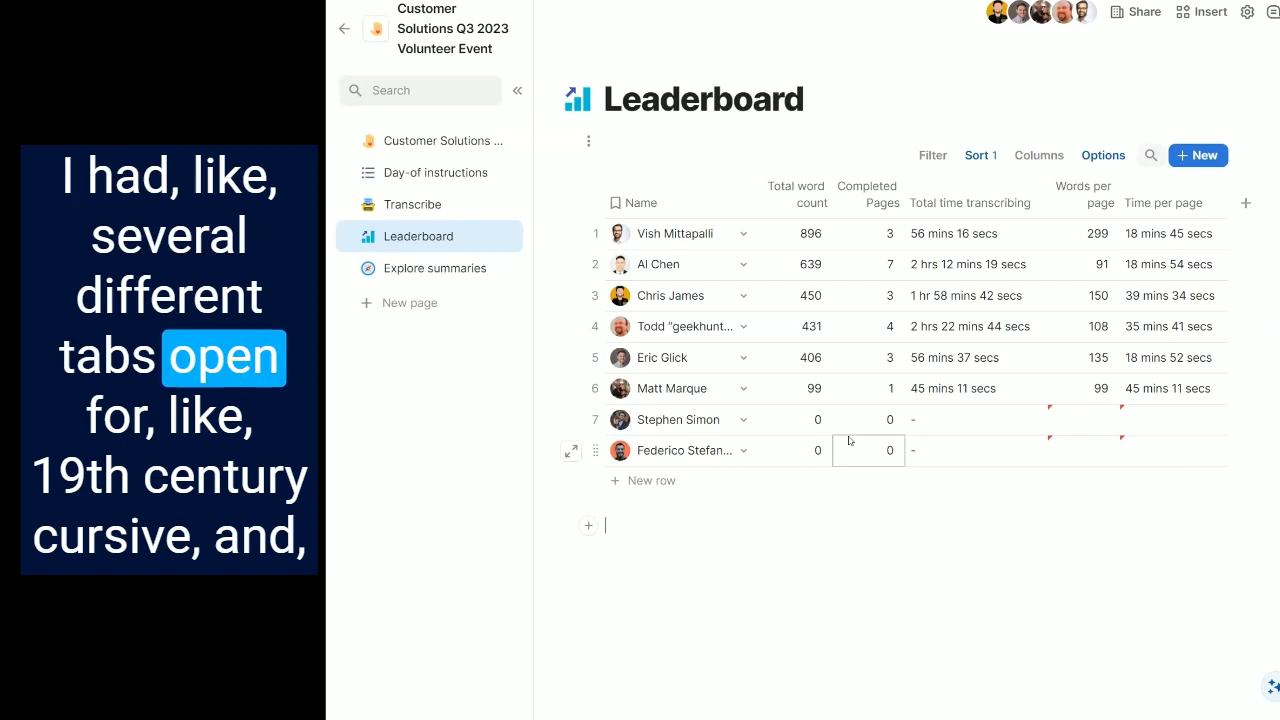 I had, like,
several
different
tabs open
for, like,
19th century
cursive, and,
Customer
Solutions Q3 2023
Volunteer Event
Search
Customer Solutions ...
Day-of instructions
Transcribe
Leaderboard
Explore summaries
New page
Share Insert
Leaderboard
Filter Sort 1 Columns Options New
Name Total word count Completed Pages Total time transcribing Words per page Time per page
1 Vish Mittapalli 896 3 56 mins 16 secs 299 18 mins 45 secs
2 Al Chen 639 7 2 hrs 12 mins 19 secs 91 18 mins 54 secs
3 Chris James 450 3 1 hr 58 mins 42 secs 150 39 mins 34 secs
4 Todd "geekhunt... 431 4 2 hrs 22 mins 44 secs 108 35 mins 41 secs
5 Eric Glick 406 3 56 mins 37 secs 135 18 mins 52 secs
6 Matt Marque 99 1 45 mins 11 secs 99 45 mins 11 secs
7 Stephen Simon 0 0 -
Federico Stefan... 0 0 -
New row